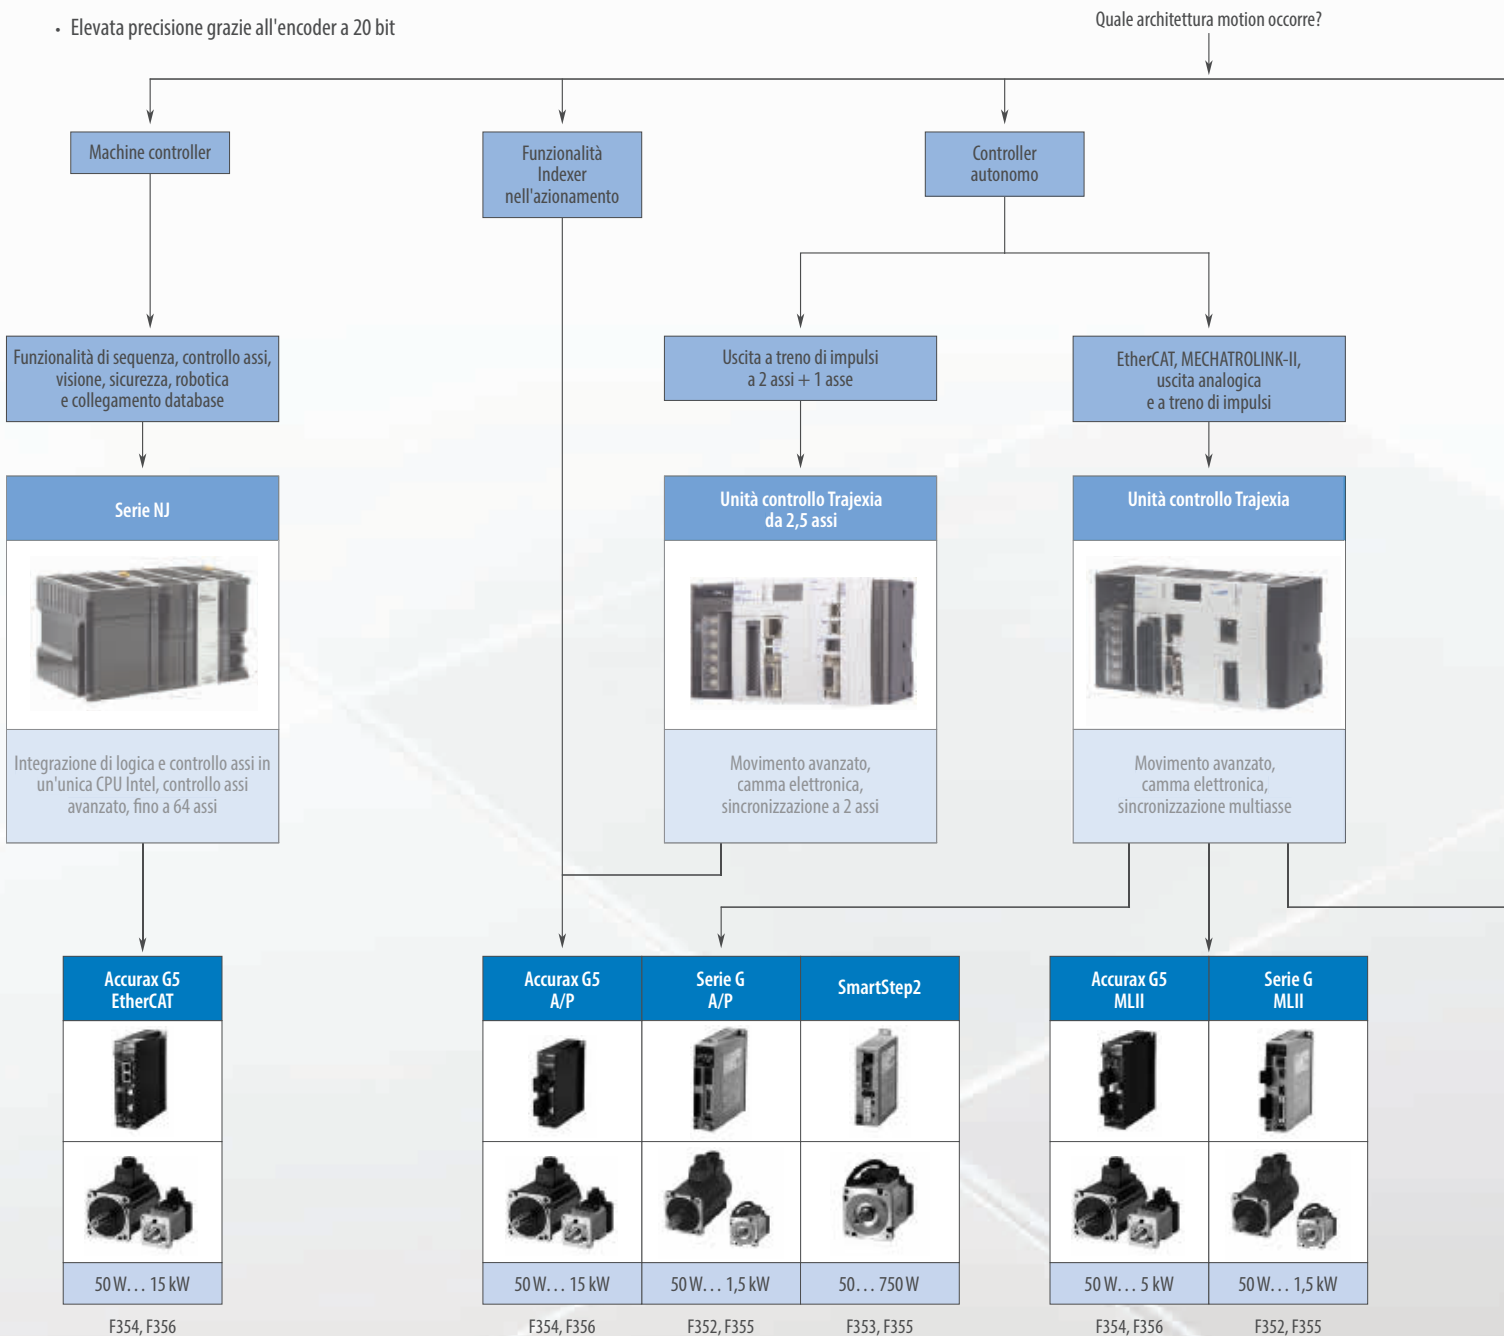 • Elevata precisione grazie all'encoder a 20 bit
Quale architettura motion occorre?
Machine controller
Funzionalità
Indexer
nell'azionamento
Controller
autonomo
Funzionalità di sequenza, controllo assi,
visione, sicurezza, robotica
e collegamento database
Uscita a treno di impulsi
a 2 assi + 1 asse
EtherCAT, MECHATROLINK-II,
uscita analogica
e a treno di impulsi
Serie NJ
Unità controllo Trajexia
da 2,5 assi
Unità controllo Trajexia
Integrazione di logica e controllo assi in
un'unica CPU Intel, controllo assi
avanzato, fino a 64 assi
Movimento avanzato,
camma elettronica,
sincronizzazione a 2 assi
Movimento avanzato,
camma elettronica,
sincronizzazione multiasse
Accurax G5
EtherCAT
Accurax G5
A/P
Serie G
A/P
SmartStep2
Accurax G5
MLII
Serie G
MLII
50 W… 15 kW
50 W… 15 kW
50 W… 1,5 kW
50… 750 W
50 W… 5 kW
50 W… 1,5 kW
F354, F356
F354, F356
F352, F355
F353, F355
F354, F356
F352, F355